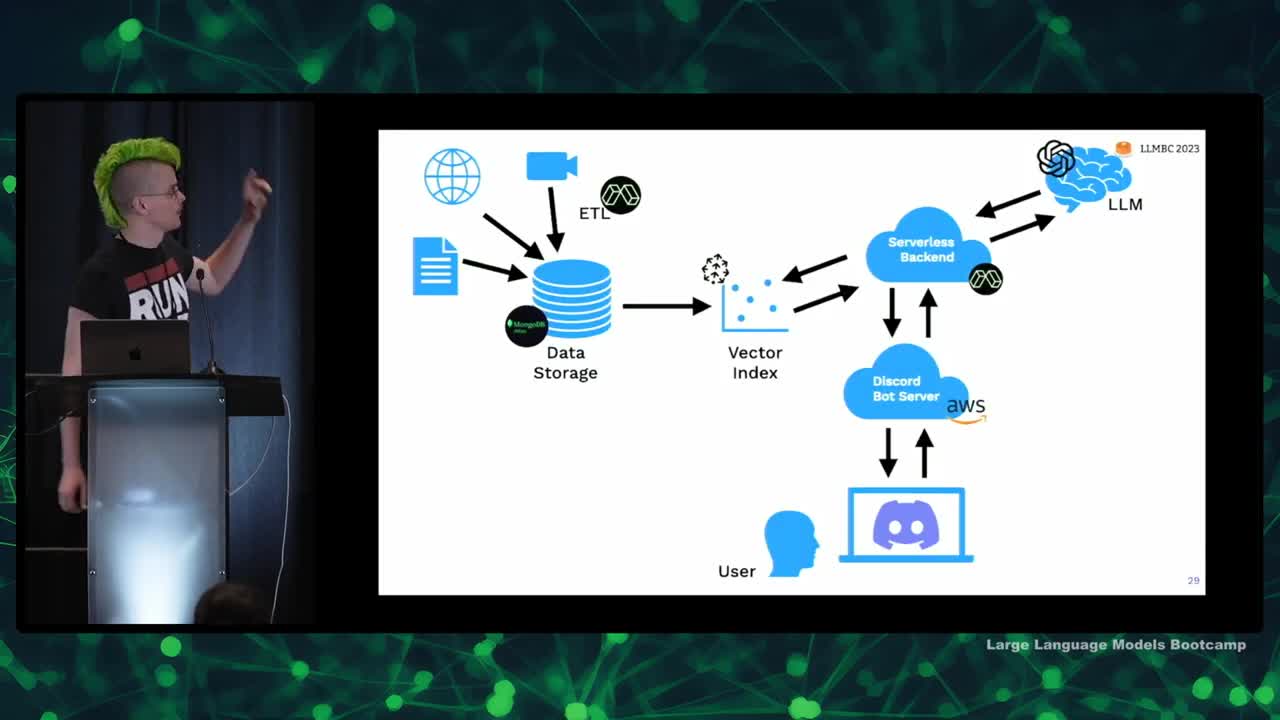 RUN
ETL
MongoDB
Data
Storage
Vector
Index
Serverless
Backend
LLMBC 2023
LLM
Discord
Bot Server
aws
User
29
Large Language Models Bootcamp